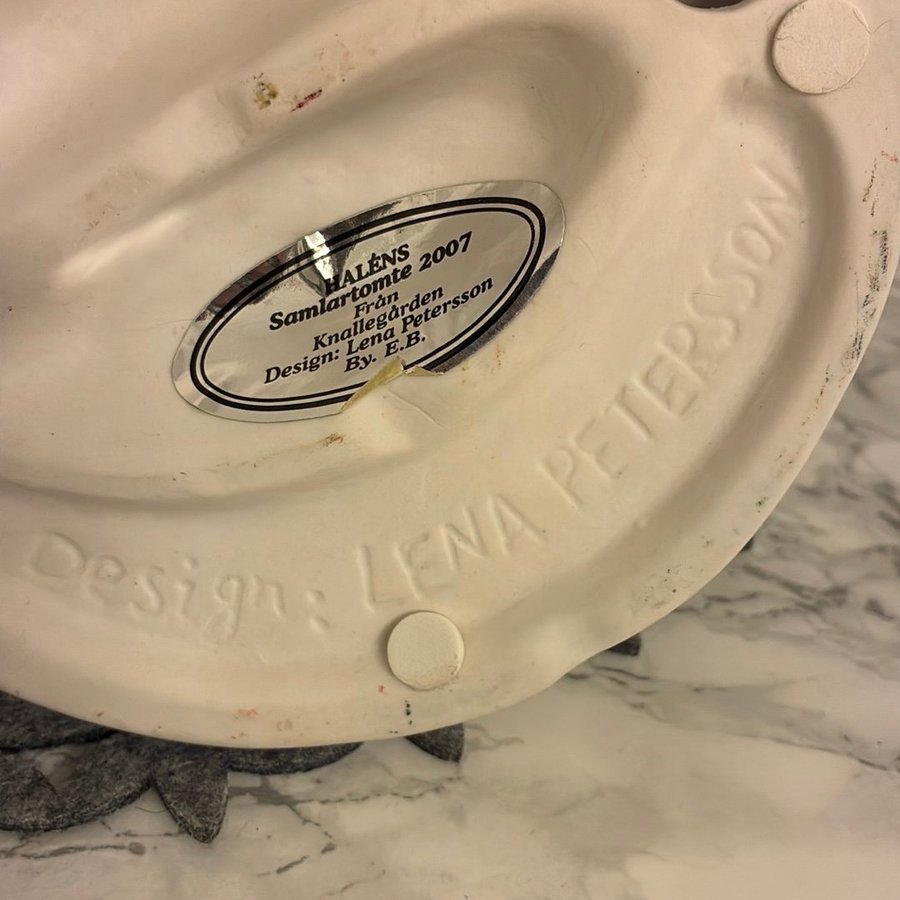 HALÉNS
Samlartomte 2007
Från
Knallegården
Design: Lena Petersson
By. E.B.
Design: LENA PETERSSON